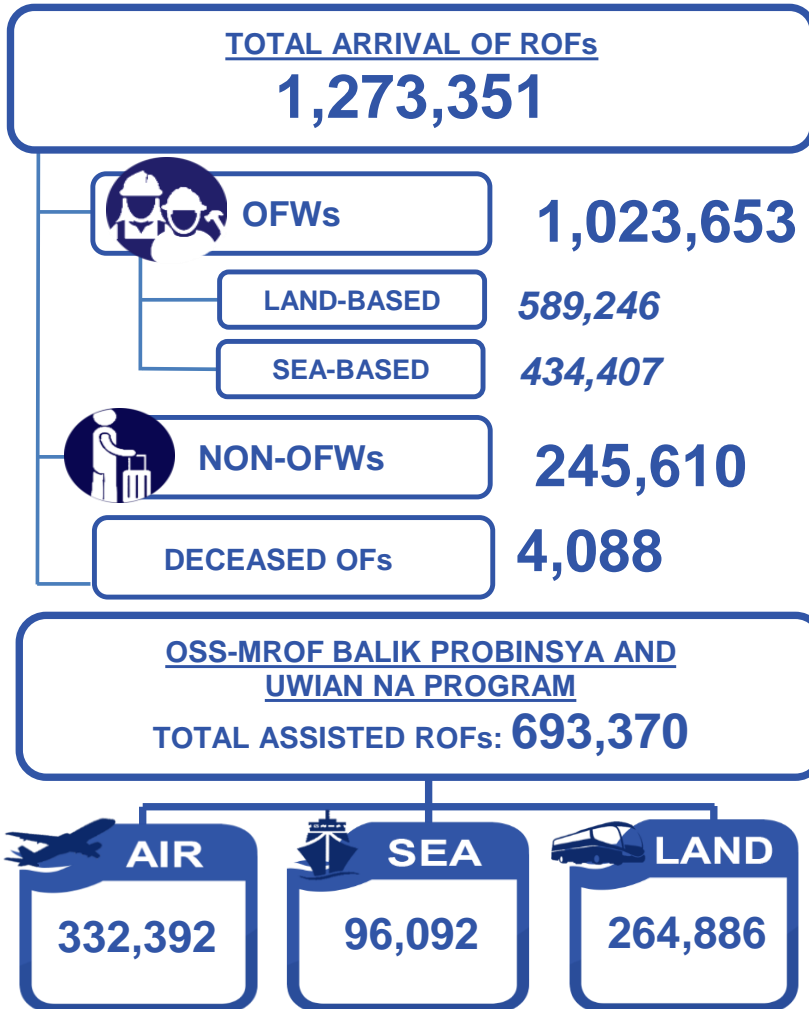 TOTAL ARRIVAL OF ROFs
1,273,351
OFWs 1,023,653
LAND-BASED 589,246
SEA-BASED 434,407
NON-OFWs 245,610
DECEASED OFs 4,088
OSS-MROF BALIK PROBINSYA AND
UWIAN NA PROGRAM
TOTAL ASSISTED ROFs: 693,370
AIR SEA LAND
332,392 96,092 264,886